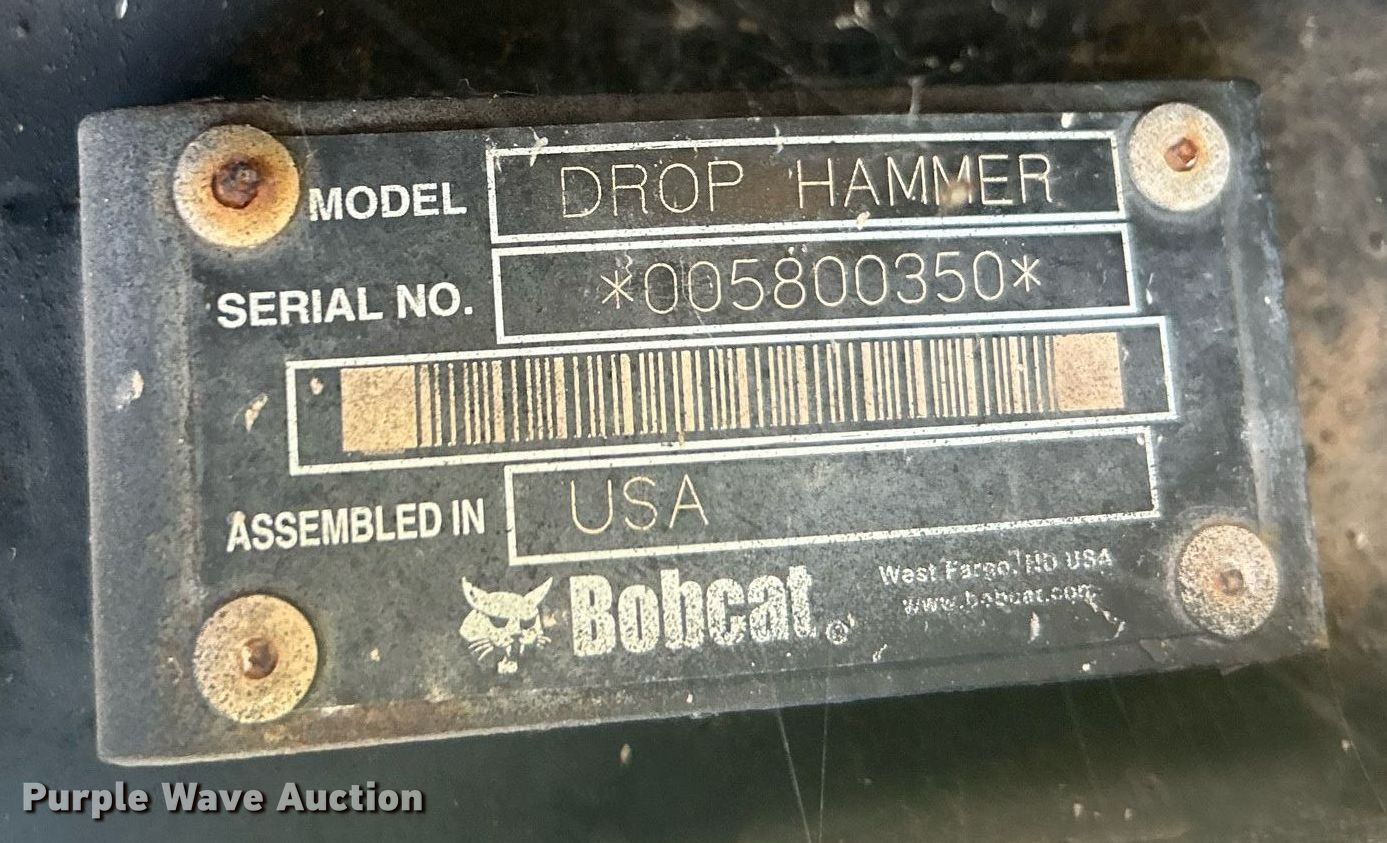 MODEL DROP HAMMER
SERIAL NO. *005800350*
ASSEMBLED IN USA
Bobcat®
West Fargo, ND USA
www.bobcat.com
Purple Wave Auction